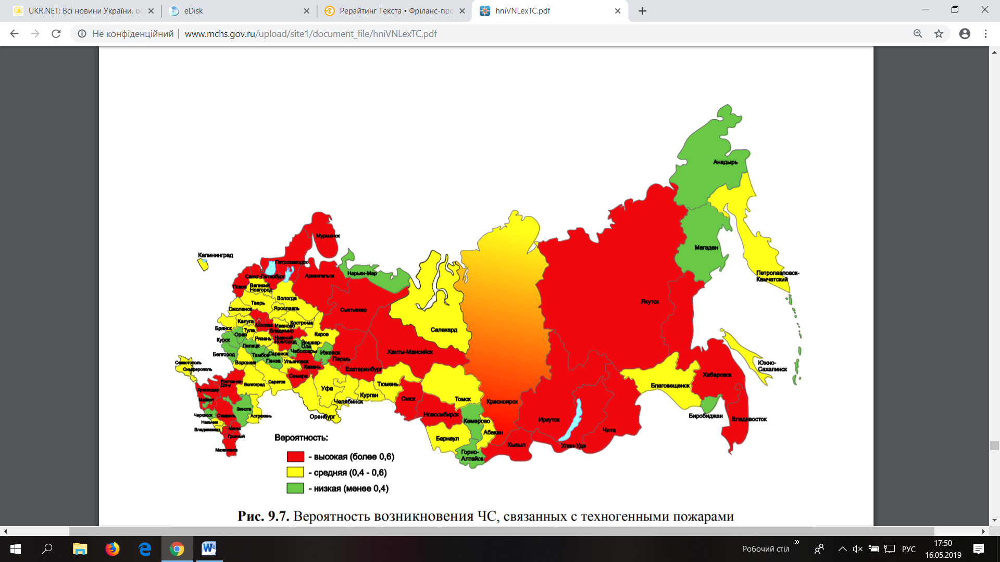 UKR.NET: Всі новини України, ос
eDisk
Рерайтинг Текста • Фріланс-про
hniVNLexTC.pdf
Не конфіденційний
www.mchs.gov.ru/upload/site1/document_file/hniVNLexTC.pdf
Анадырь
Магадан
Мурманск
Калининград
Петрозаводск
Санкт-Петербург
Архангельск
Нарьян-Мар
Петропавловск-
Камчатский
Псков
Великий
Новгород
Вологда
Якутск
Тверь
Смоленск
Ярославль
Сыктывкар
Калуга
Москва
Иваново
Кострома
Брянск
Тула
Владимир
Салехард
Орел
Киров
Курск
Рязань
Нижний
Новгород
Йошкар-
Ола
Липецк
Чебоксары
Ижевск
Ханты-Мансийск
Белгород
Тамбов
Саранск
Пермь
Севастополь
Воронеж
Пенза
Ульяновск
Южно-
Сахалинск
Симферополь
Казань
Екатеринбург
Самара
Хабаровск
Ростов-на-
Дону
Волгоград
Саратов
Тюмень
Благовещенск
Краснодар
Уфа
Курган
Майкоп
Челябинск
Омск
Томск
Красноярск
Элиста
Черкесск
Ставрополь
Астрахань
Оренбург
Новосибирск
Биробиджан
Нальчик
Кемерово
Иркутск
Владивосток
Владикавказ
Магас
Абакан
Чита
Грозный
Барнаул
Кызыл
Улан-Удэ
Махачкала
Горно-
Алтайск
Вероятность:
- высокая (более 0,6)
- средняя (0,4 - 0,6)
- низкая (менее 0,4)
Рис. 9.7. Вероятность возникновения ЧС, связанных с техногенными пожарами
Робочий стіл
РУС
17:50
16.05.2019